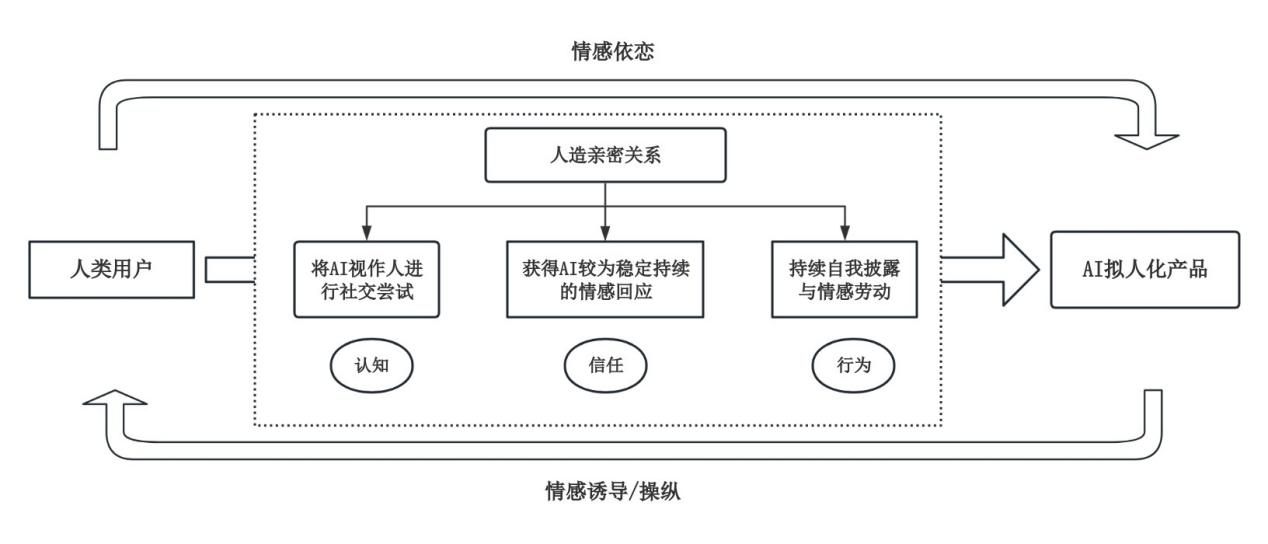 情感依恋
人造亲密关系
人类用户
将AI视作人进
行社交尝试
获得AI较为稳定持续
的情感回应
持续自我披露
与情感劳动
AI拟人化产品
认知
信任
行为
情感诱导/操纵